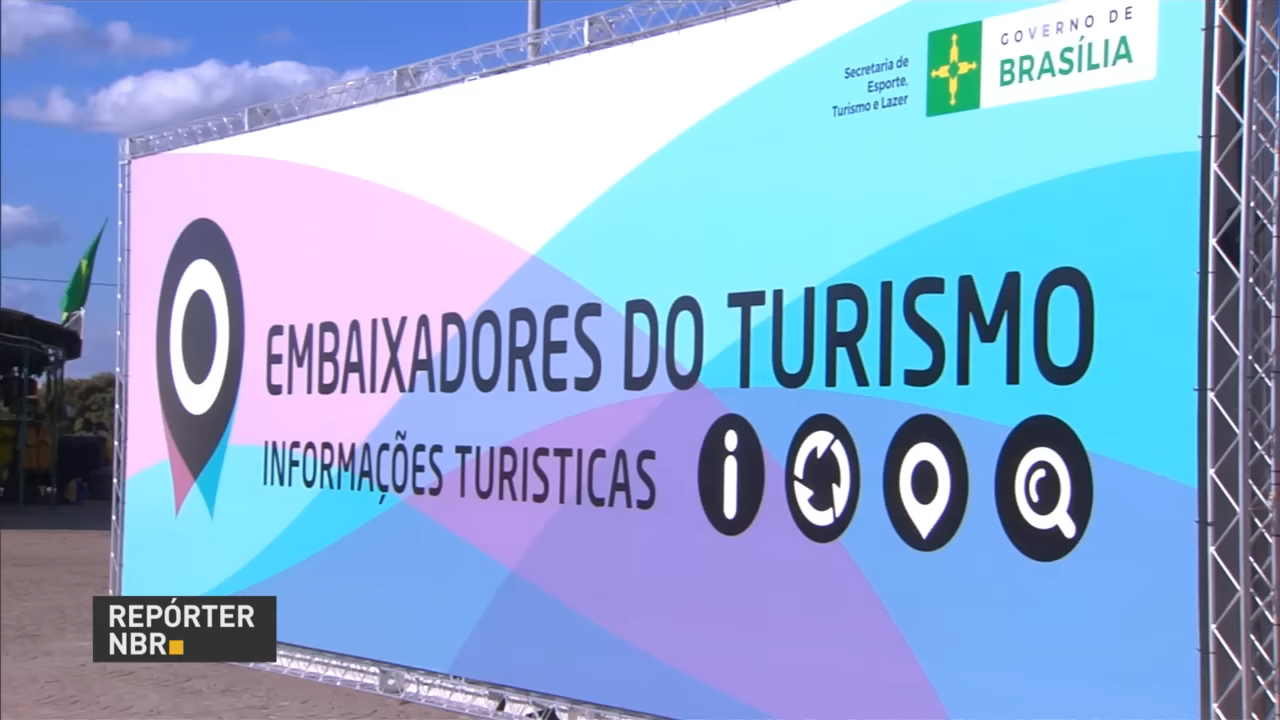 Secretaria de
Esporte,
Turismo e Lazer
GOVERNO DE
BRASÍLIA
EMBAIXADORES DO TURISMO
INFORMAÇÕES TURISTICAS
i
REPÓRTER
NBR